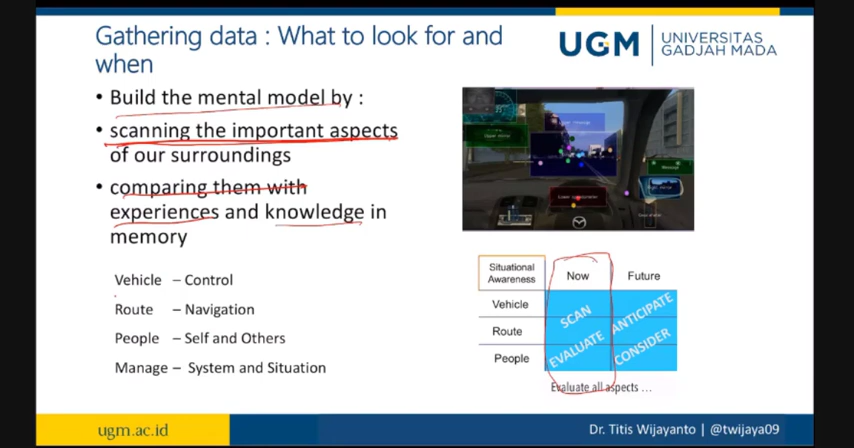 Gathering data : What to look for and
when
UGM
UNIVERSITAS
GADJAH MADA
• Build the mental model by :
• scanning the important aspects
of our surroundings
• comparing them with
experiences and knowledge in
memory
Vehicle – Control
Route – Navigation
People – Self and Others
Manage – System and Situation
Situational
Awareness
Now
Future
Vehicle
Route
People
SCAN
EVALUATE
ANTICIPATE
CONSIDER
Evaluate all aspects ...
ugm.ac.id
Dr. Titis Wijayanto | @twijaya09